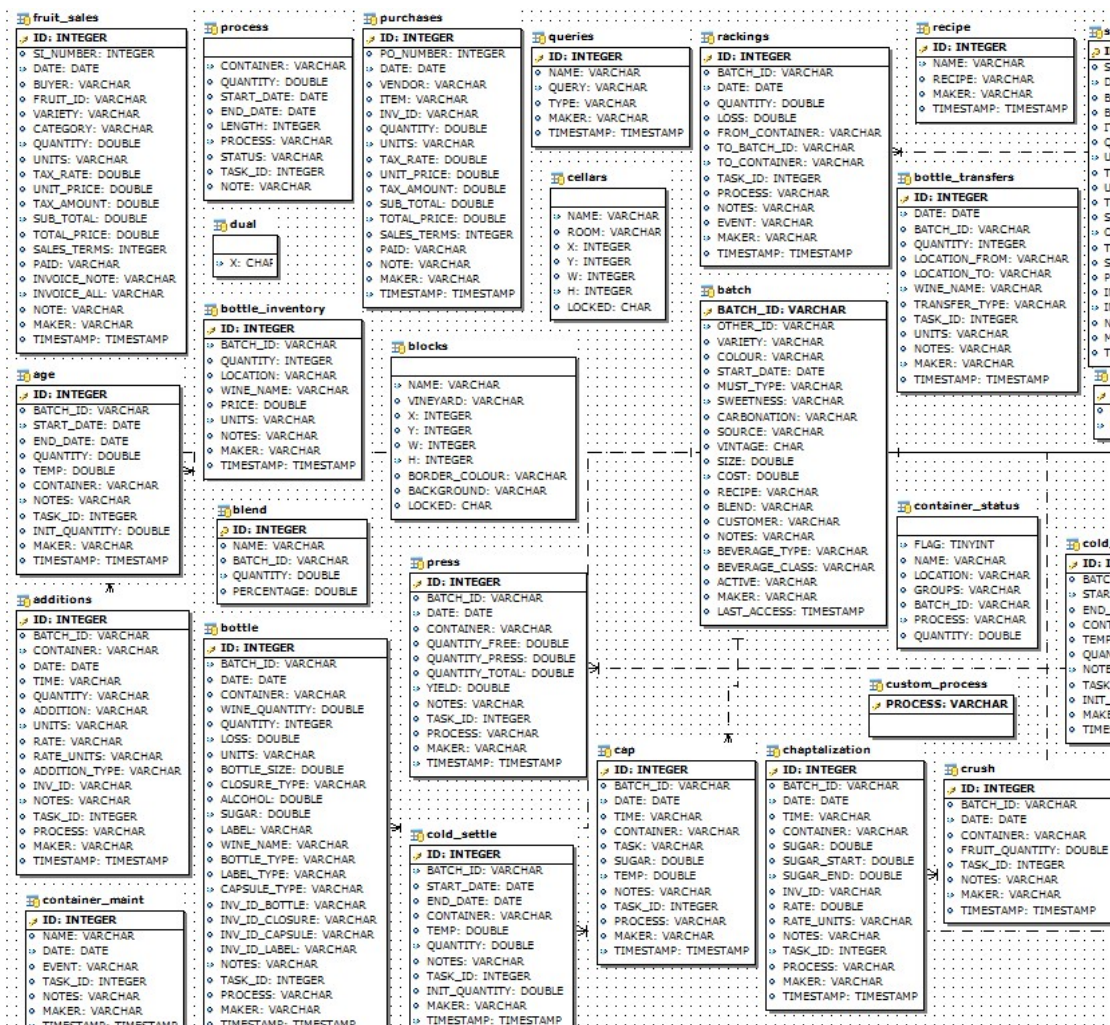 fruit_sales
ID: INTEGER
SI_NUMBER: INTEGER
DATE: DATE
BUYER: VARCHAR
FRUIT_ID: VARCHAR
VARIETY: VARCHAR
CATEGORY: VARCHAR
QUANTITY: DOUBLE
UNITS: VARCHAR
TAX_RATE: DOUBLE
UNIT_PRICE: DOUBLE
TAX_AMOUNT: DOUBLE
SUB_TOTAL: DOUBLE
TOTAL_PRICE: DOUBLE
SALES_TERMS: INTEGER
PAID: VARCHAR
INVOICE_NOTE: VARCHAR
INVOICE_ALL: VARCHAR
NOTE: VARCHAR
MAKER: VARCHAR
TIMESTAMP: TIMESTAMP
process
CONTAINER: VARCHAR
QUANTITY: DOUBLE
START_DATE: DATE
END_DATE: DATE
LENGTH: INTEGER
PROCESS: VARCHAR
STATUS: VARCHAR
TASK_ID: INTEGER
NOTE: VARCHAR
dual
X: CHAR
purchases
ID: INTEGER
PO_NUMBER: INTEGER
DATE: DATE
VENDOR: VARCHAR
ITEM: VARCHAR
INV_ID: VARCHAR
QUANTITY: DOUBLE
UNITS: VARCHAR
TAX_RATE: DOUBLE
UNIT_PRICE: DOUBLE
TAX_AMOUNT: DOUBLE
SUB_TOTAL: DOUBLE
TOTAL_PRICE: DOUBLE
SALES_TERMS: INTEGER
PAID: VARCHAR
NOTE: VARCHAR
MAKER: VARCHAR
TIMESTAMP: TIMESTAMP
queries
ID: INTEGER
NAME: VARCHAR
QUERY: VARCHAR
TYPE: VARCHAR
MAKER: VARCHAR
TIMESTAMP: TIMESTAMP
cellars
NAME: VARCHAR
ROOM: VARCHAR
X: INTEGER
Y: INTEGER
W: INTEGER
H: INTEGER
LOCKED: CHAR
rackings
ID: INTEGER
BATCH_ID: VARCHAR
DATE: DATE
QUANTITY: DOUBLE
LOSS: DOUBLE
FROM_CONTAINER: VARCHAR
TO_BATCH_ID: VARCHAR
TO_CONTAINER: VARCHAR
TASK_ID: INTEGER
PROCESS: VARCHAR
NOTES: VARCHAR
EVENT: VARCHAR
MAKER: VARCHAR
TIMESTAMP: TIMESTAMP
recipe
ID: INTEGER
NAME: VARCHAR
RECIPE: VARCHAR
MAKER: VARCHAR
TIMESTAMP: TIMESTAMP
bottle_transfers
ID: INTEGER
DATE: DATE
BATCH_ID: VARCHAR
QUANTITY: INTEGER
LOCATION_FROM: VARCHAR
LOCATION_TO: VARCHAR
WINE_NAME: VARCHAR
TRANSFER_TYPE: VARCHAR
TASK_ID: INTEGER
UNITS: VARCHAR
NOTES: VARCHAR
MAKER: VARCHAR
TIMESTAMP: TIMESTAMP
age
ID: INTEGER
BATCH_ID: VARCHAR
START_DATE: DATE
END_DATE: DATE
QUANTITY: DOUBLE
TEMP: DOUBLE
CONTAINER: VARCHAR
NOTES: VARCHAR
TASK_ID: INTEGER
INIT_QUANTITY: DOUBLE
MAKER: VARCHAR
TIMESTAMP: TIMESTAMP
bottle_inventory
ID: INTEGER
BATCH_ID: VARCHAR
QUANTITY: INTEGER
LOCATION: VARCHAR
WINE_NAME: VARCHAR
PRICE: DOUBLE
UNITS: VARCHAR
NOTES: VARCHAR
MAKER: VARCHAR
TIMESTAMP: TIMESTAMP
blocks
NAME: VARCHAR
VINEYARD: VARCHAR
X: INTEGER
Y: INTEGER
W: INTEGER
H: INTEGER
BORDER_COLOUR: VARCHAR
BACKGROUND: VARCHAR
LOCKED: CHAR
batch
BATCH_ID: VARCHAR
OTHER_ID: VARCHAR
VARIETY: VARCHAR
COLOUR: VARCHAR
START_DATE: DATE
MUST_TYPE: VARCHAR
SWEETNESS: VARCHAR
CARBONATION: VARCHAR
SOURCE: VARCHAR
VINTAGE: CHAR
SIZE: DOUBLE
COST: DOUBLE
RECIPE: VARCHAR
BLEND: VARCHAR
CUSTOMER: VARCHAR
NOTES: VARCHAR
BEVERAGE_TYPE: VARCHAR
BEVERAGE_CLASS: VARCHAR
ACTIVE: VARCHAR
MAKER: VARCHAR
LAST_ACCESS: TIMESTAMP
blend
ID: INTEGER
NAME: VARCHAR
BATCH_ID: VARCHAR
QUANTITY: DOUBLE
PERCENTAGE: DOUBLE
container_status
FLAG: TINYINT
NAME: VARCHAR
LOCATION: VARCHAR
GROUPS: VARCHAR
BATCH_ID: VARCHAR
PROCESS: VARCHAR
QUANTITY: DOUBLE
press
ID: INTEGER
BATCH_ID: VARCHAR
DATE: DATE
CONTAINER: VARCHAR
QUANTITY_FREE: DOUBLE
QUANTITY_PRESS: DOUBLE
QUANTITY_TOTAL: DOUBLE
YIELD: DOUBLE
NOTES: VARCHAR
TASK_ID: INTEGER
PROCESS: VARCHAR
MAKER: VARCHAR
TIMESTAMP: TIMESTAMP
additions
ID: INTEGER
BATCH_ID: VARCHAR
CONTAINER: VARCHAR
DATE: DATE
TIME: VARCHAR
QUANTITY: VARCHAR
ADDITION: VARCHAR
UNITS: VARCHAR
RATE: VARCHAR
RATE_UNITS: VARCHAR
ADDITION_TYPE: VARCHAR
INV_ID: VARCHAR
NOTES: VARCHAR
TASK_ID: INTEGER
PROCESS: VARCHAR
MAKER: VARCHAR
TIMESTAMP: TIMESTAMP
bottle
ID: INTEGER
BATCH_ID: VARCHAR
DATE: DATE
CONTAINER: VARCHAR
WINE_QUANTITY: DOUBLE
QUANTITY: INTEGER
LOSS: DOUBLE
UNITS: VARCHAR
BOTTLE_SIZE: DOUBLE
CLOSURE_TYPE: VARCHAR
ALCOHOL: DOUBLE
SUGAR: DOUBLE
LABEL: VARCHAR
WINE_NAME: VARCHAR
BOTTLE_TYPE: VARCHAR
LABEL_TYPE: VARCHAR
CAPSULE_TYPE: VARCHAR
INV_ID_BOTTLE: VARCHAR
INV_ID_CLOSURE: VARCHAR
INV_ID_CAPSULE: VARCHAR
INV_ID_LABEL: VARCHAR
NOTES: VARCHAR
TASK_ID: INTEGER
PROCESS: VARCHAR
MAKER: VARCHAR
TIMESTAMP: TIMESTAMP
custom_process
PROCESS: VARCHAR
cap
ID: INTEGER
BATCH_ID: VARCHAR
DATE: DATE
TIME: VARCHAR
CONTAINER: VARCHAR
TASK: VARCHAR
SUGAR: DOUBLE
TEMP: DOUBLE
NOTES: VARCHAR
TASK_ID: INTEGER
PROCESS: VARCHAR
MAKER: VARCHAR
TIMESTAMP: TIMESTAMP
chaptalization
ID: INTEGER
BATCH_ID: VARCHAR
DATE: DATE
TIME: VARCHAR
CONTAINER: VARCHAR
SUGAR: DOUBLE
SUGAR_START: DOUBLE
SUGAR_END: DOUBLE
INV_ID: VARCHAR
RATE: DOUBLE
RATE_UNITS: VARCHAR
NOTES: VARCHAR
TASK_ID: INTEGER
PROCESS: VARCHAR
MAKER: VARCHAR
TIMESTAMP: TIMESTAMP
crush
ID: INTEGER
BATCH_ID: VARCHAR
DATE: DATE
CONTAINER: VARCHAR
FRUIT_QUANTITY: DOUBLE
TASK_ID: INTEGER
NOTES: VARCHAR
MAKER: VARCHAR
TIMESTAMP: TIMESTAMP
cold_settle
ID: INTEGER
BATCH_ID: VARCHAR
START_DATE: DATE
END_DATE: DATE
CONTAINER: VARCHAR
TEMP: DOUBLE
QUANTITY: DOUBLE
NOTES: VARCHAR
TASK_ID: INTEGER
INIT_QUANTITY: DOUBLE
MAKER: VARCHAR
TIMESTAMP: TIMESTAMP
container_maint
ID: INTEGER
NAME: VARCHAR
DATE: DATE
EVENT: VARCHAR
TASK_ID: INTEGER
NOTES: VARCHAR
MAKER: VARCHAR
TIMESTAMP: TIMESTAMP